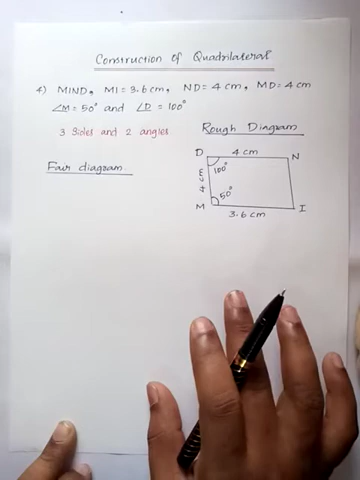 Construction of Quadrilateral
4) MIND, MI = 3.6 cm, ND = 4 cm, MD = 4 cm
∠M = 50° and ∠D = 100°
3 Sides and 2 angles
Rough Diagram
Fair diagram
D 4 cm N
100°
4 cm
50°
M 3.6 cm I